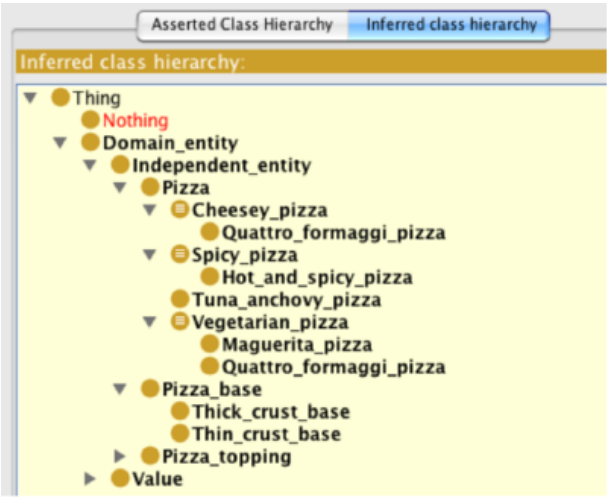 Asserted Class Hierarchy Inferred class hierarchy
Inferred class hierarchy:
Thing
Nothing
Domain_entity
Independent_entity
Pizza
Cheesey_pizza
Quattro_formaggi_pizza
Spicy_pizza
Hot_and_spicy_pizza
Tuna_anchovy_pizza
Vegetarian_pizza
Maguerita_pizza
Quattro_formaggi_pizza
Pizza_base
Thick_crust_base
Thin_crust_base
Pizza_topping
Value